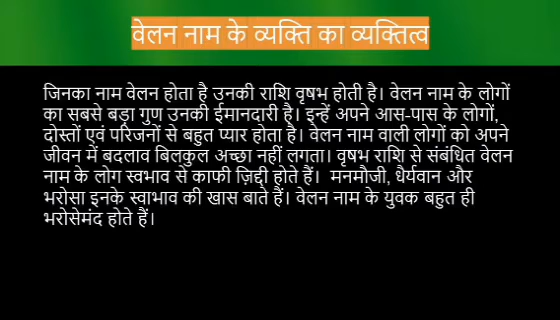 वेलन नाम के व्यक्ति का व्यक्तित्व
जिनका नाम वेलन होता है उनकी राशि वृषभ होती है। वेलन नाम के लोगों
का सबसे बड़ा गुण उनकी ईमानदारी है। इन्हें अपने आस-पास के लोगों,
दोस्तों एवं परिजनों से बहुत प्यार होता है। वेलन नाम वाली लोगों को अपने
जीवन में बदलाव बिलकुल अच्छा नहीं लगता। वृषभ राशि से संबंधित वेलन
नाम के लोग स्वभाव से काफी ज़िद्दी होते हैं।  मनमौजी, धैर्यवान और
भरोसा इनके स्वाभाव की खास बाते हैं। वेलन नाम के युवक बहुत ही
भरोसेमंद होते हैं।